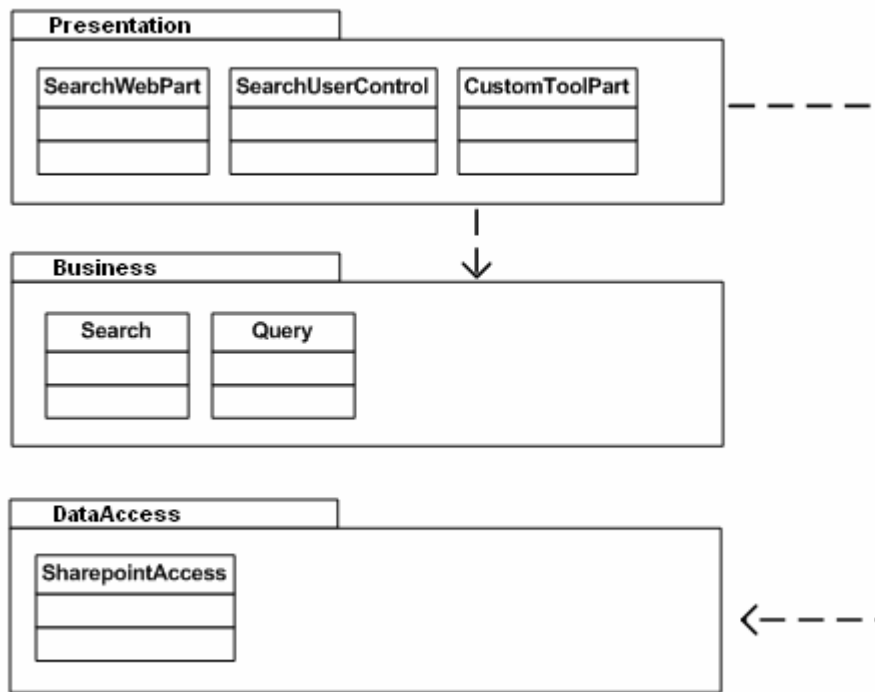 Presentation
SearchWebPart SearchUserControl CustomToolPart
Business
Search Query
DataAccess
SharepointAccess